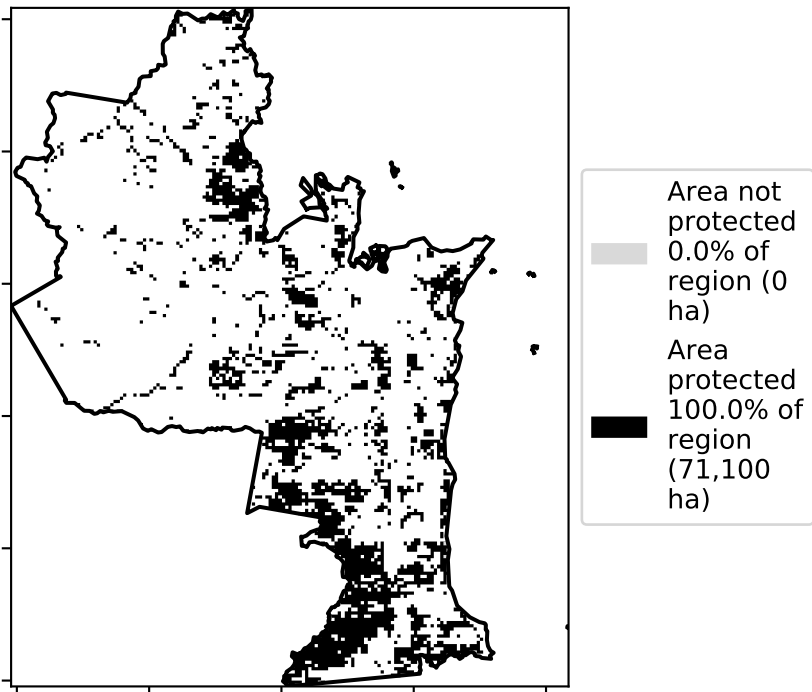 Area not
protected
0.0% of
region (0
ha)
Area
protected
100.0% of
region
(71,100
ha)